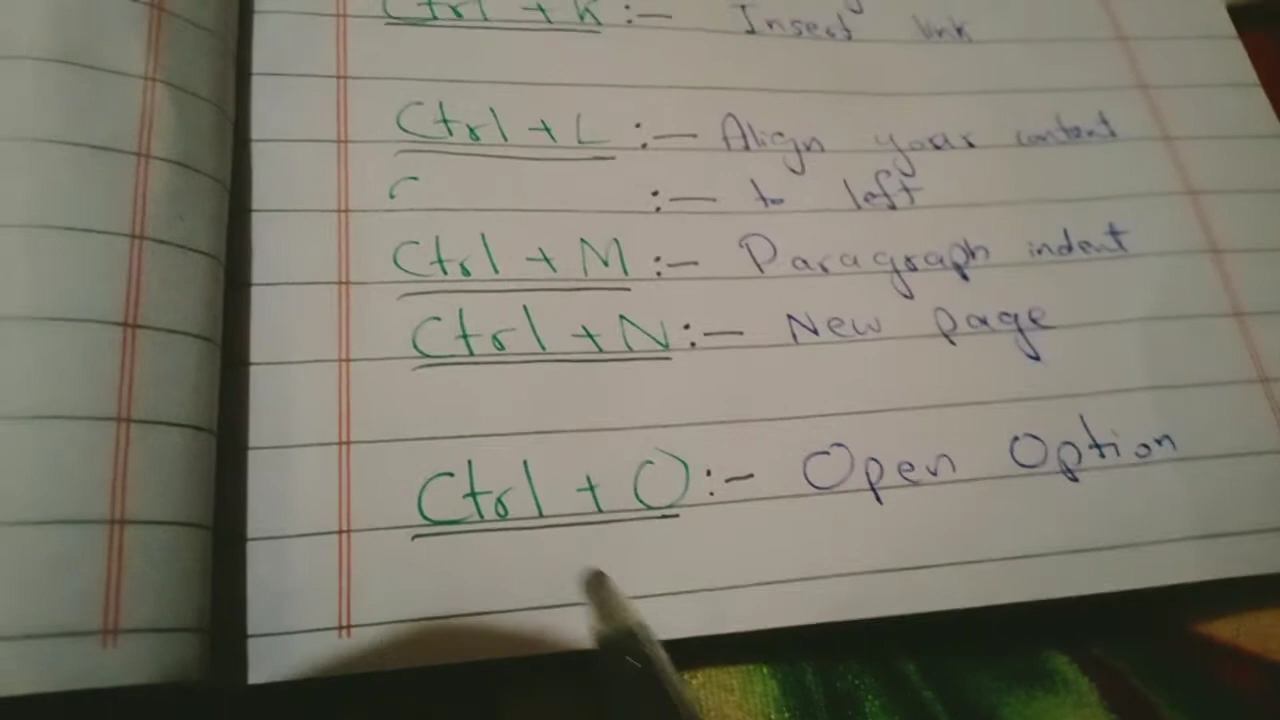 Ctrl + K :- Insert link
Ctrl + L :- Align your content
:- to left
Ctrl + M :- Paragraph indent
Ctrl + N :- New page
Ctrl + O :- Open Option